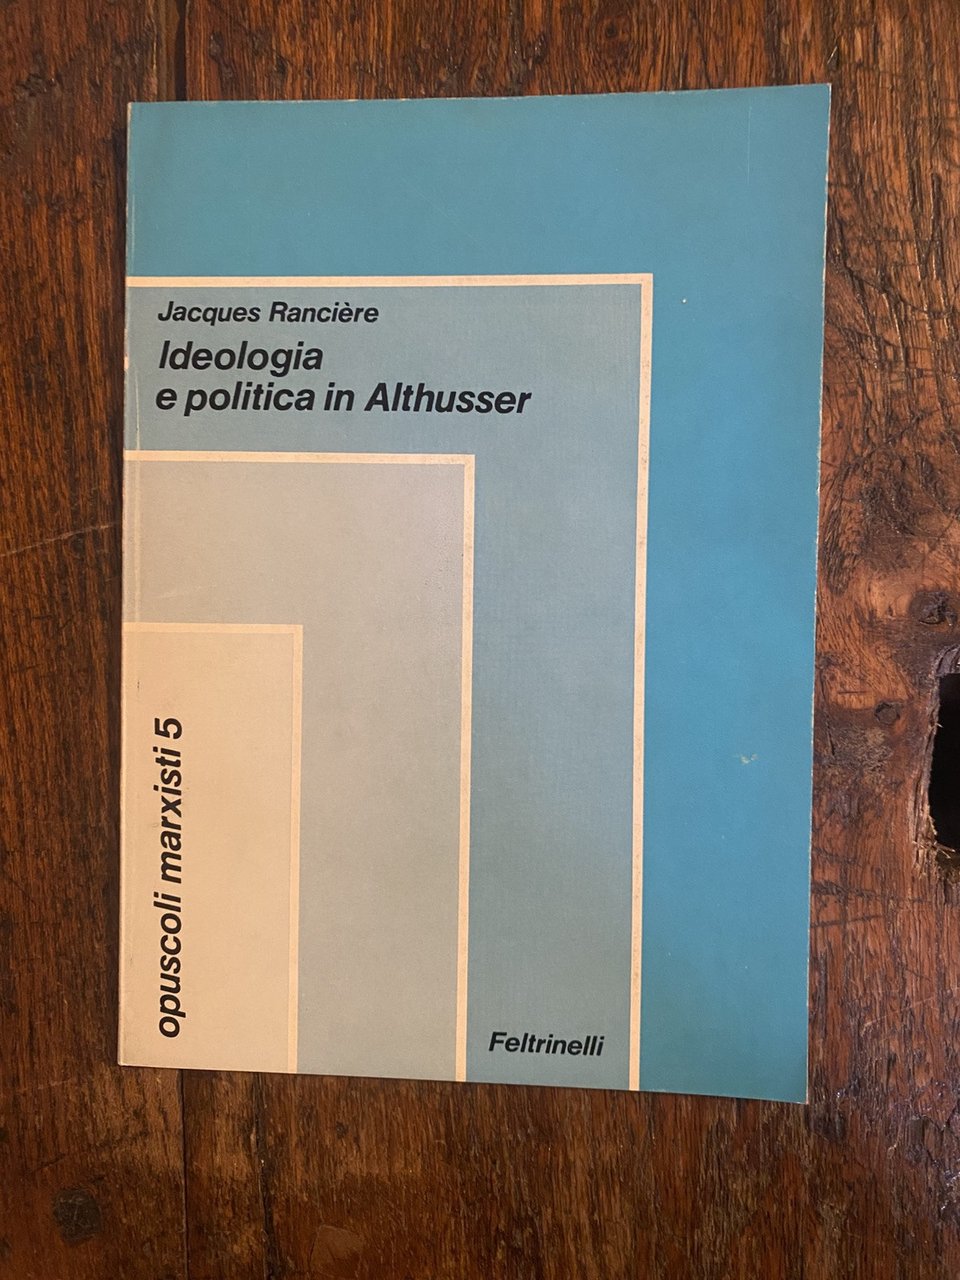 Jacques Rancière
Ideologia
e politica in Althusser
opuscoli marxisti 5
Feltrinelli